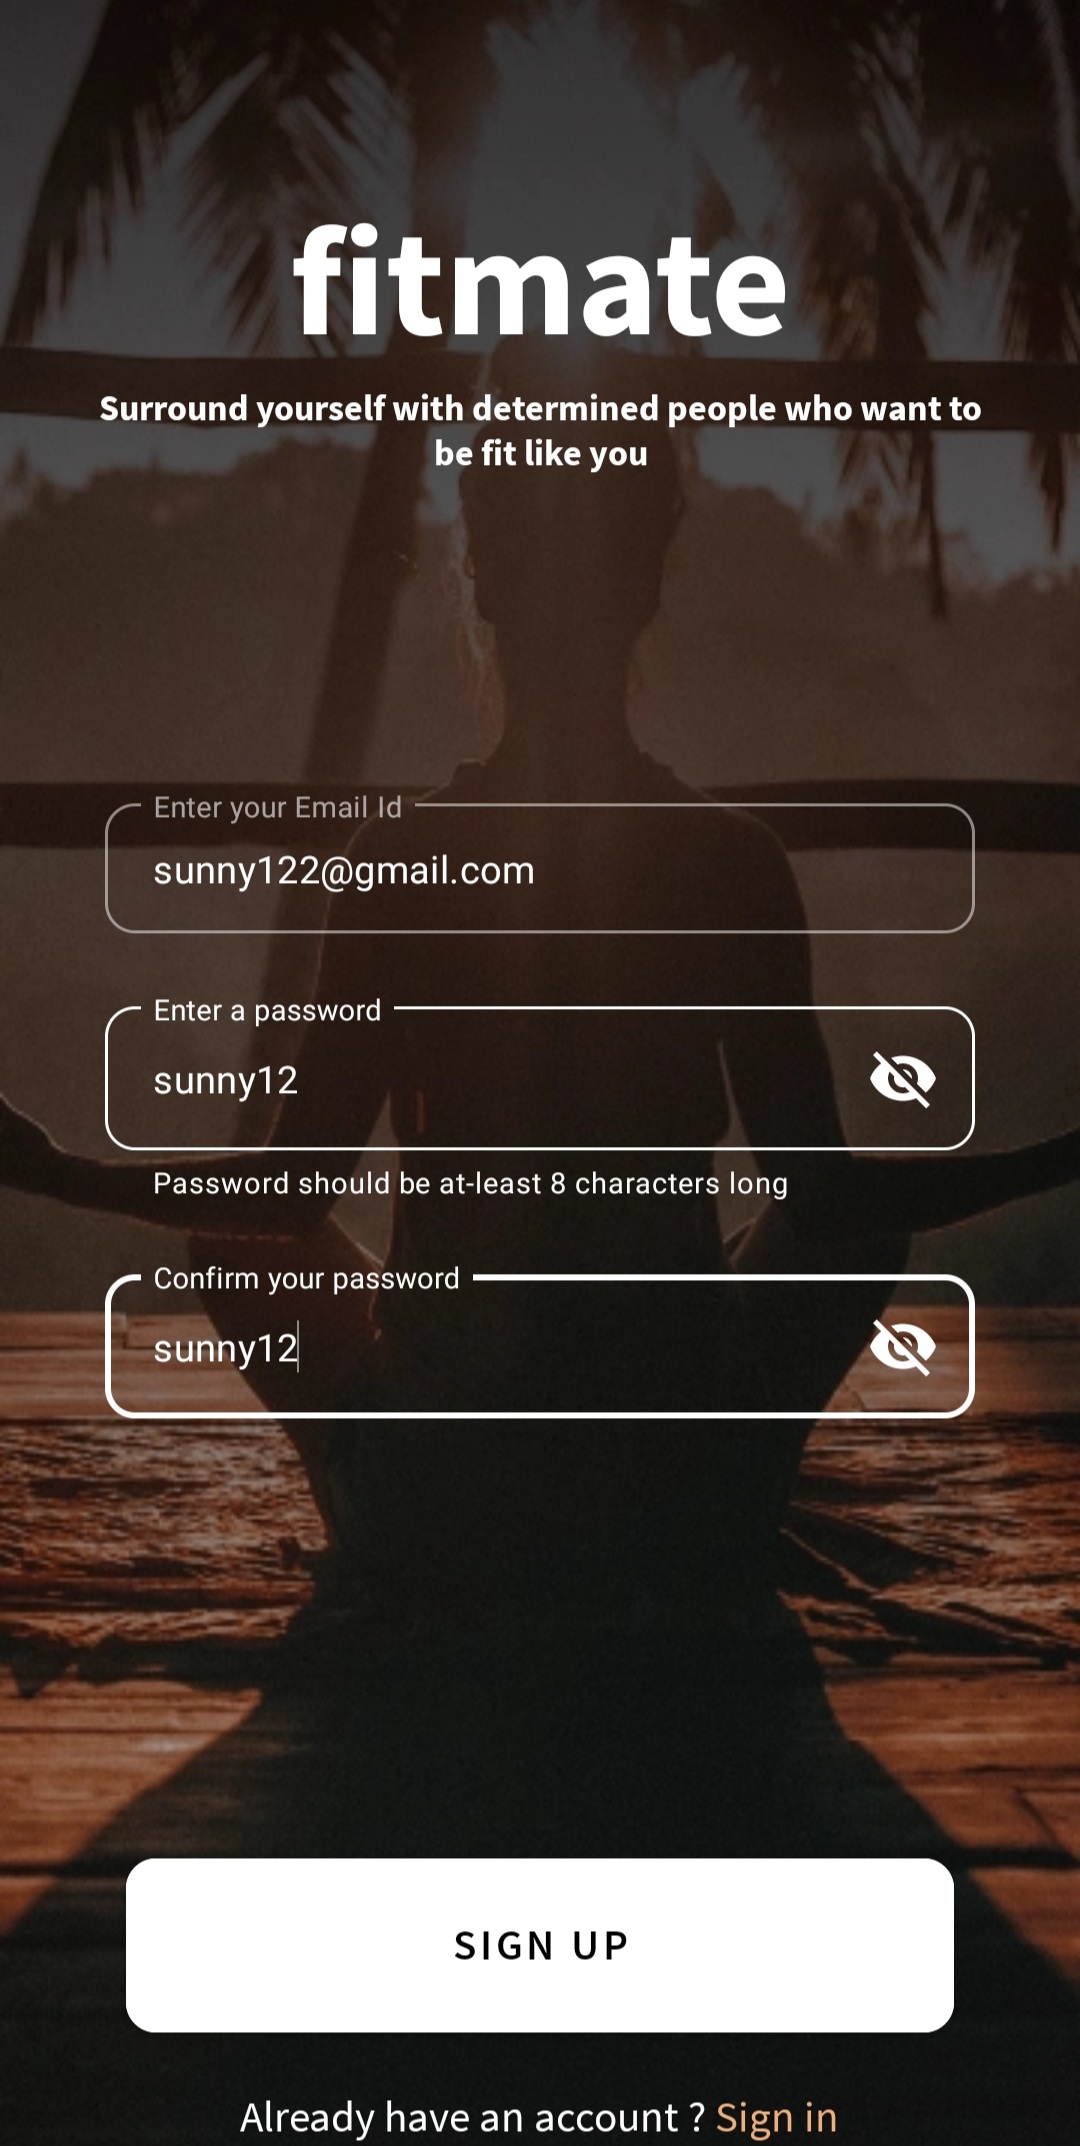 fitmate
Surround yourself with determined people who want to
be fit like you
Enter your Email Id
sunny122@gmail.com
Enter a password
sunny12
Password should be at-least 8 characters long
Confirm your password
sunny12
SIGN UP
Already have an account ? Sign in